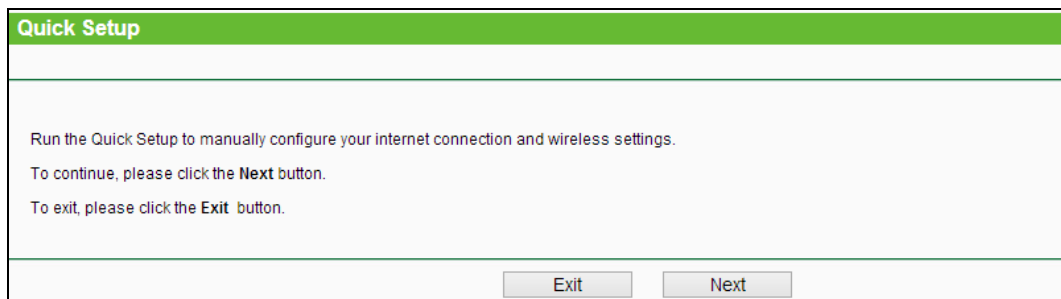 Quick Setup
Run the Quick Setup to manually configure your internet connection and wireless settings.
To continue, please click the Next button.
To exit, please click the Exit button.
Exit Next